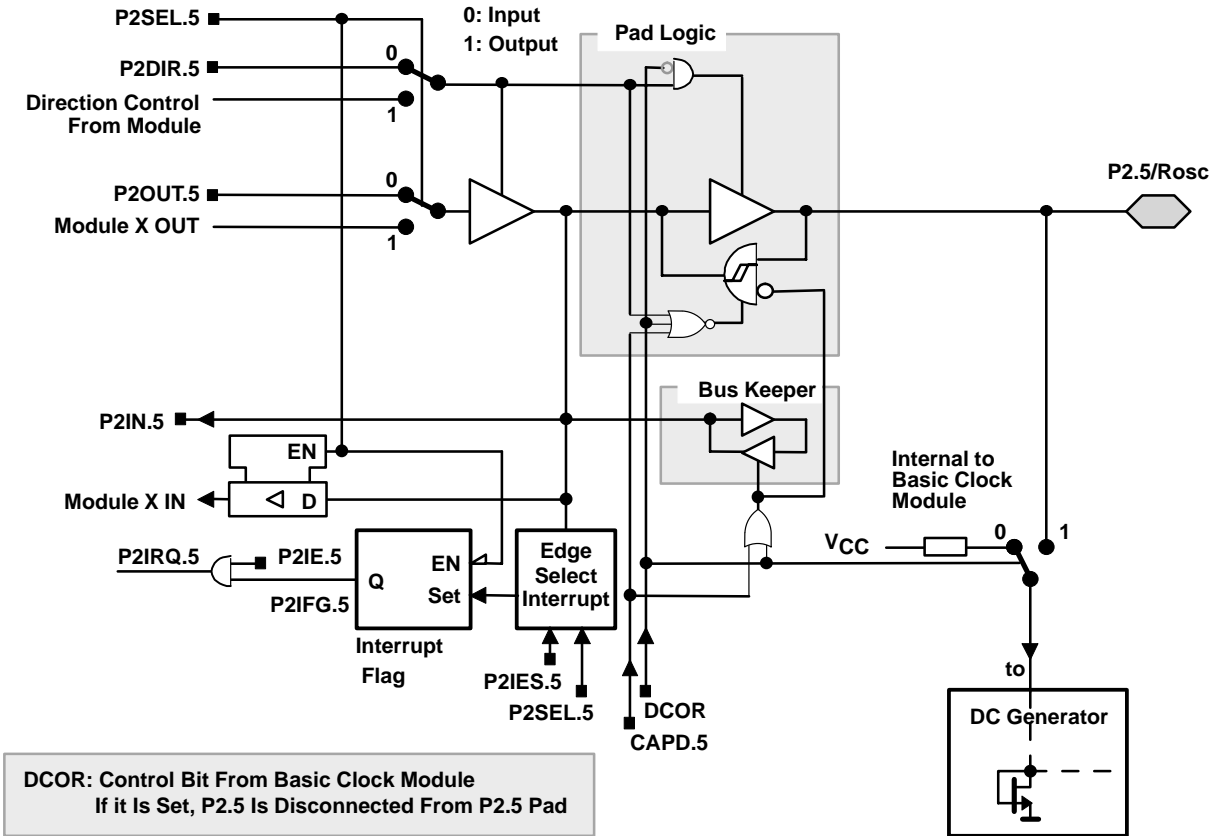 P2SEL.5
0: Input
1: Output
Pad Logic
P2DIR.5
0
Direction Control
From Module
1
P2OUT.5
0
Module X OUT
1
P2.5/Rosc
Bus Keeper
P2IN.5
EN
Module X IN
D
Internal to
Basic Clock
Module
VCC
0
1
P2IRQ.5
P2IE.5
P2IFG.5
Q
EN
Set
Interrupt
Flag
Edge
Select
Interrupt
P2IES.5
P2SEL.5
DCOR
CAPD.5
to
DC Generator
DCOR: Control Bit From Basic Clock Module
If it Is Set, P2.5 Is Disconnected From P2.5 Pad